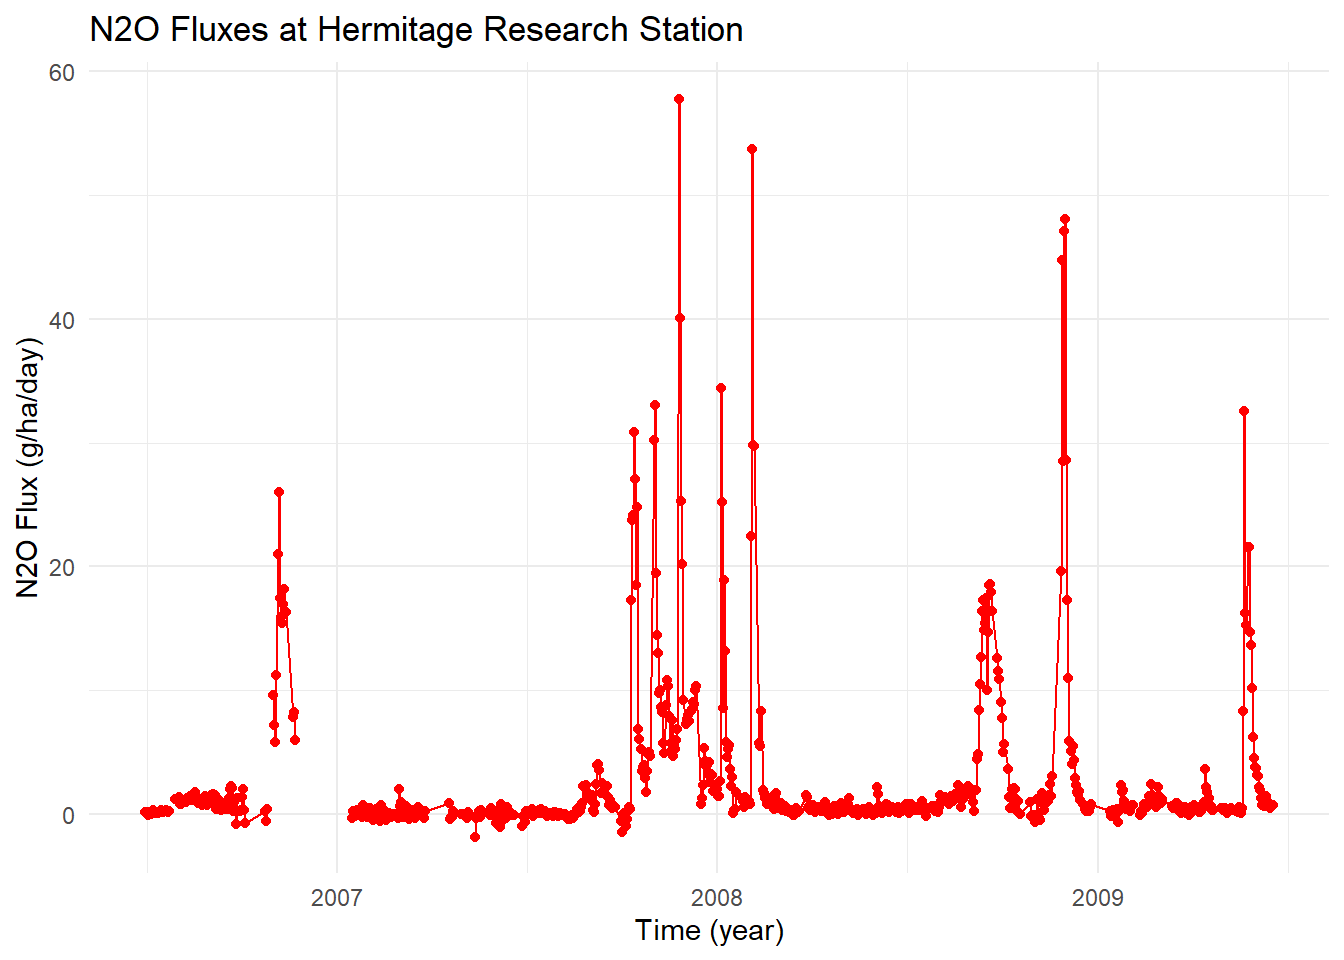 N2O Fluxes at Hermitage Research Station
60
40
20
0
N2O Flux (g/ha/day)
2007
2008
2009
Time (year)